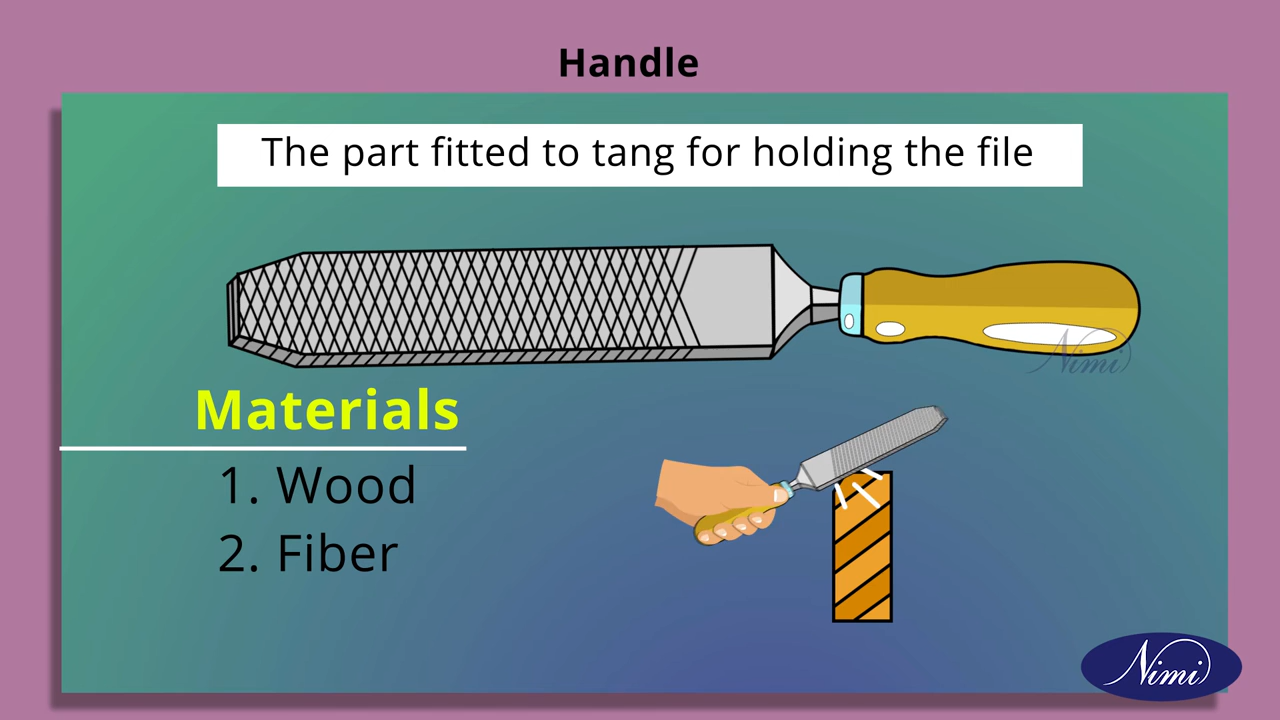 Handle
The part fitted to tang for holding the file
Nimi
Materials
1. Wood
2. Fiber
Nimi